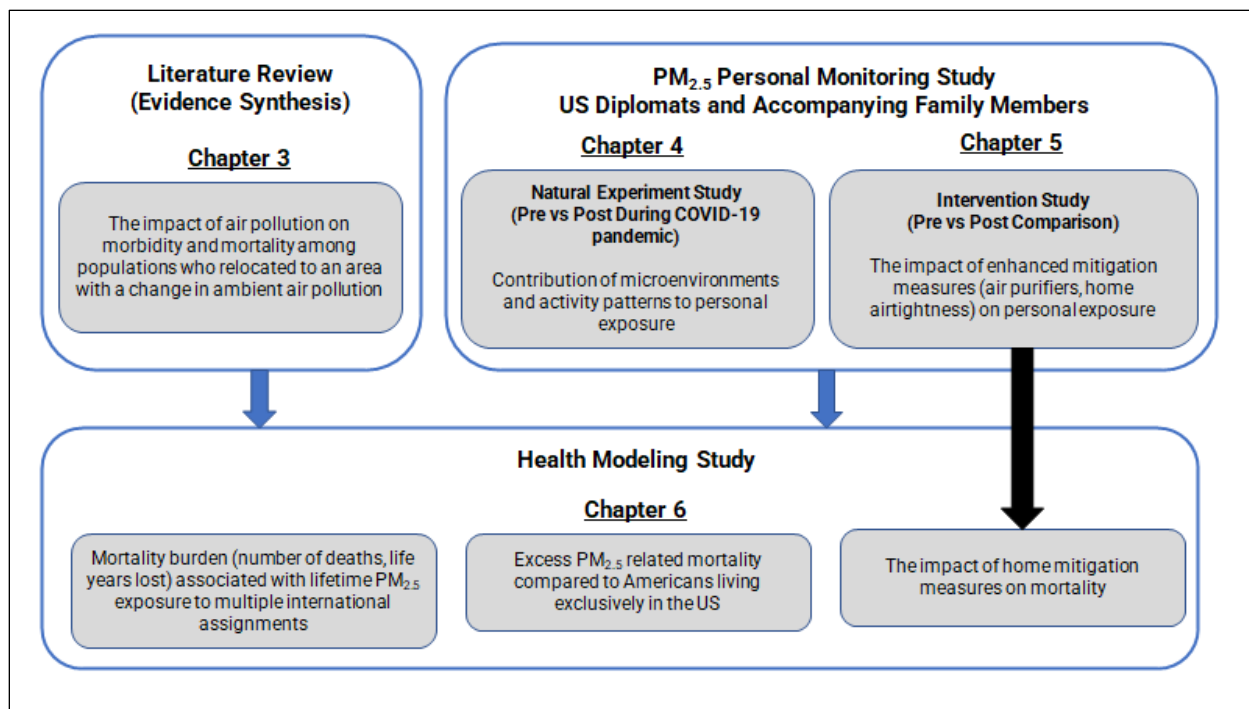 Literature Review
(Evidence Synthesis)
Chapter 3
The impact of air pollution on
morbidity and mortality among
populations who relocated to an area
with a change in ambient air pollution
PM2.5 Personal Monitoring Study
US Diplomats and Accompanying Family Members
Chapter 4
Natural Experiment Study
(Pre vs Post During COVID-19
pandemic)
Contribution of microenvironments
and activity patterns to personal
exposure
Chapter 5
Intervention Study
(Pre vs Post Comparison)
The impact of enhanced mitigation
measures (air purifiers, home
airtightness) on personal exposure
Health Modeling Study
Chapter 6
Mortality burden (number of deaths, life
years lost) associated with lifetime PM2.5
exposure to multiple international
assignments
Excess PM2.5 related mortality
compared to Americans living
exclusively in the US
The impact of home mitigation
measures on mortality